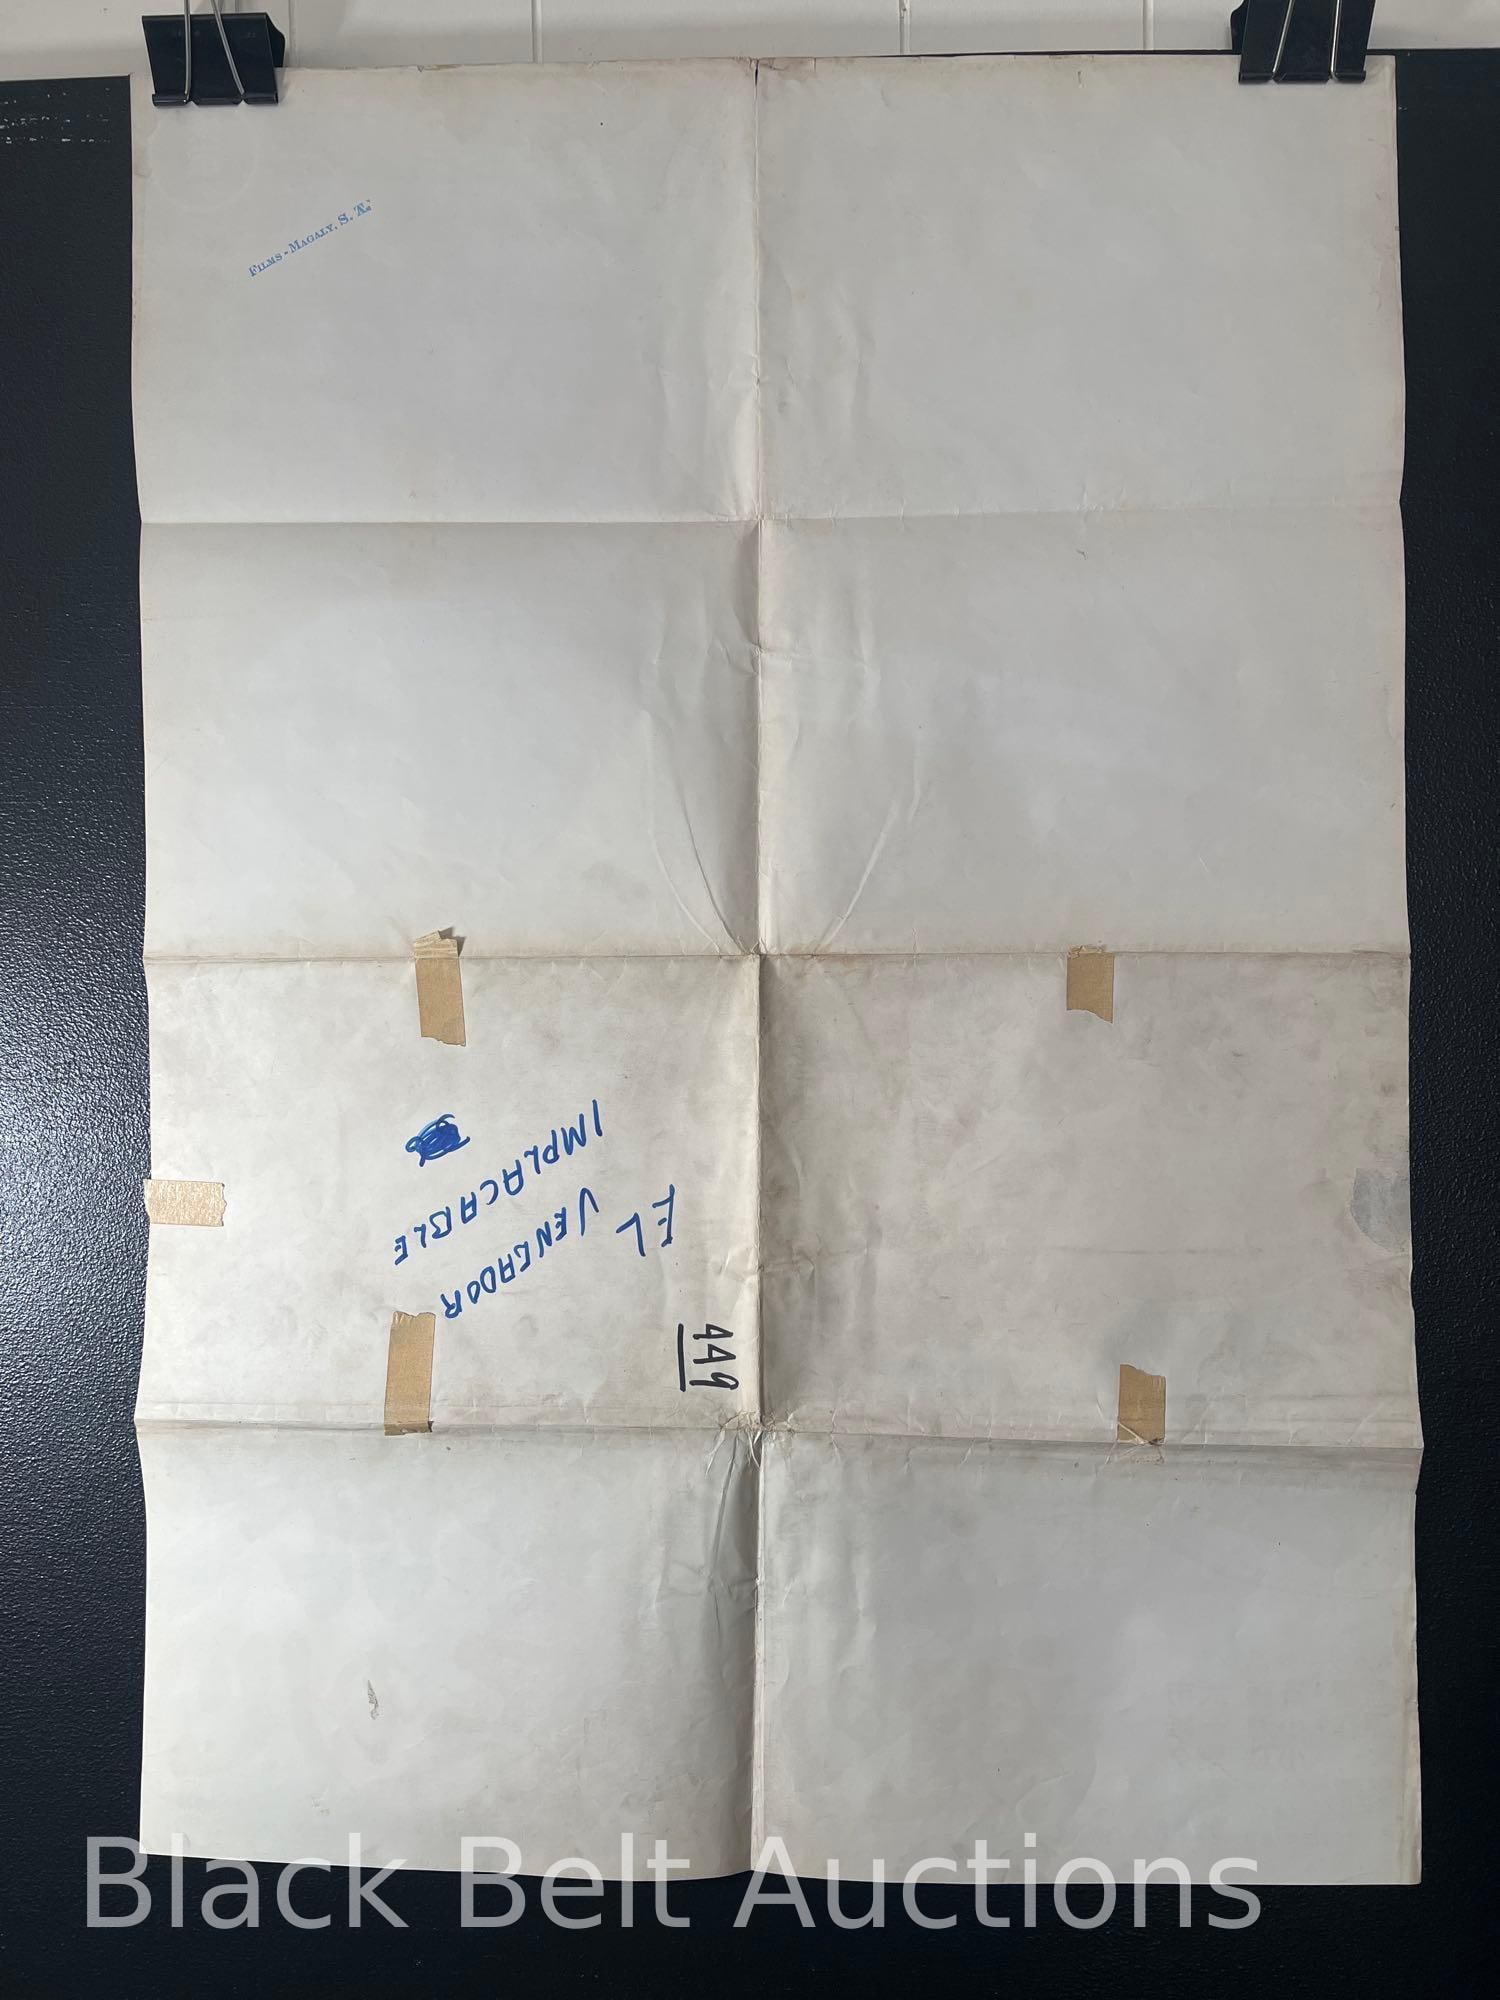 FILMS - MAGALY, S. A.
EL
VENGADOR
IMPLACABLE
449
Black Belt Auctions